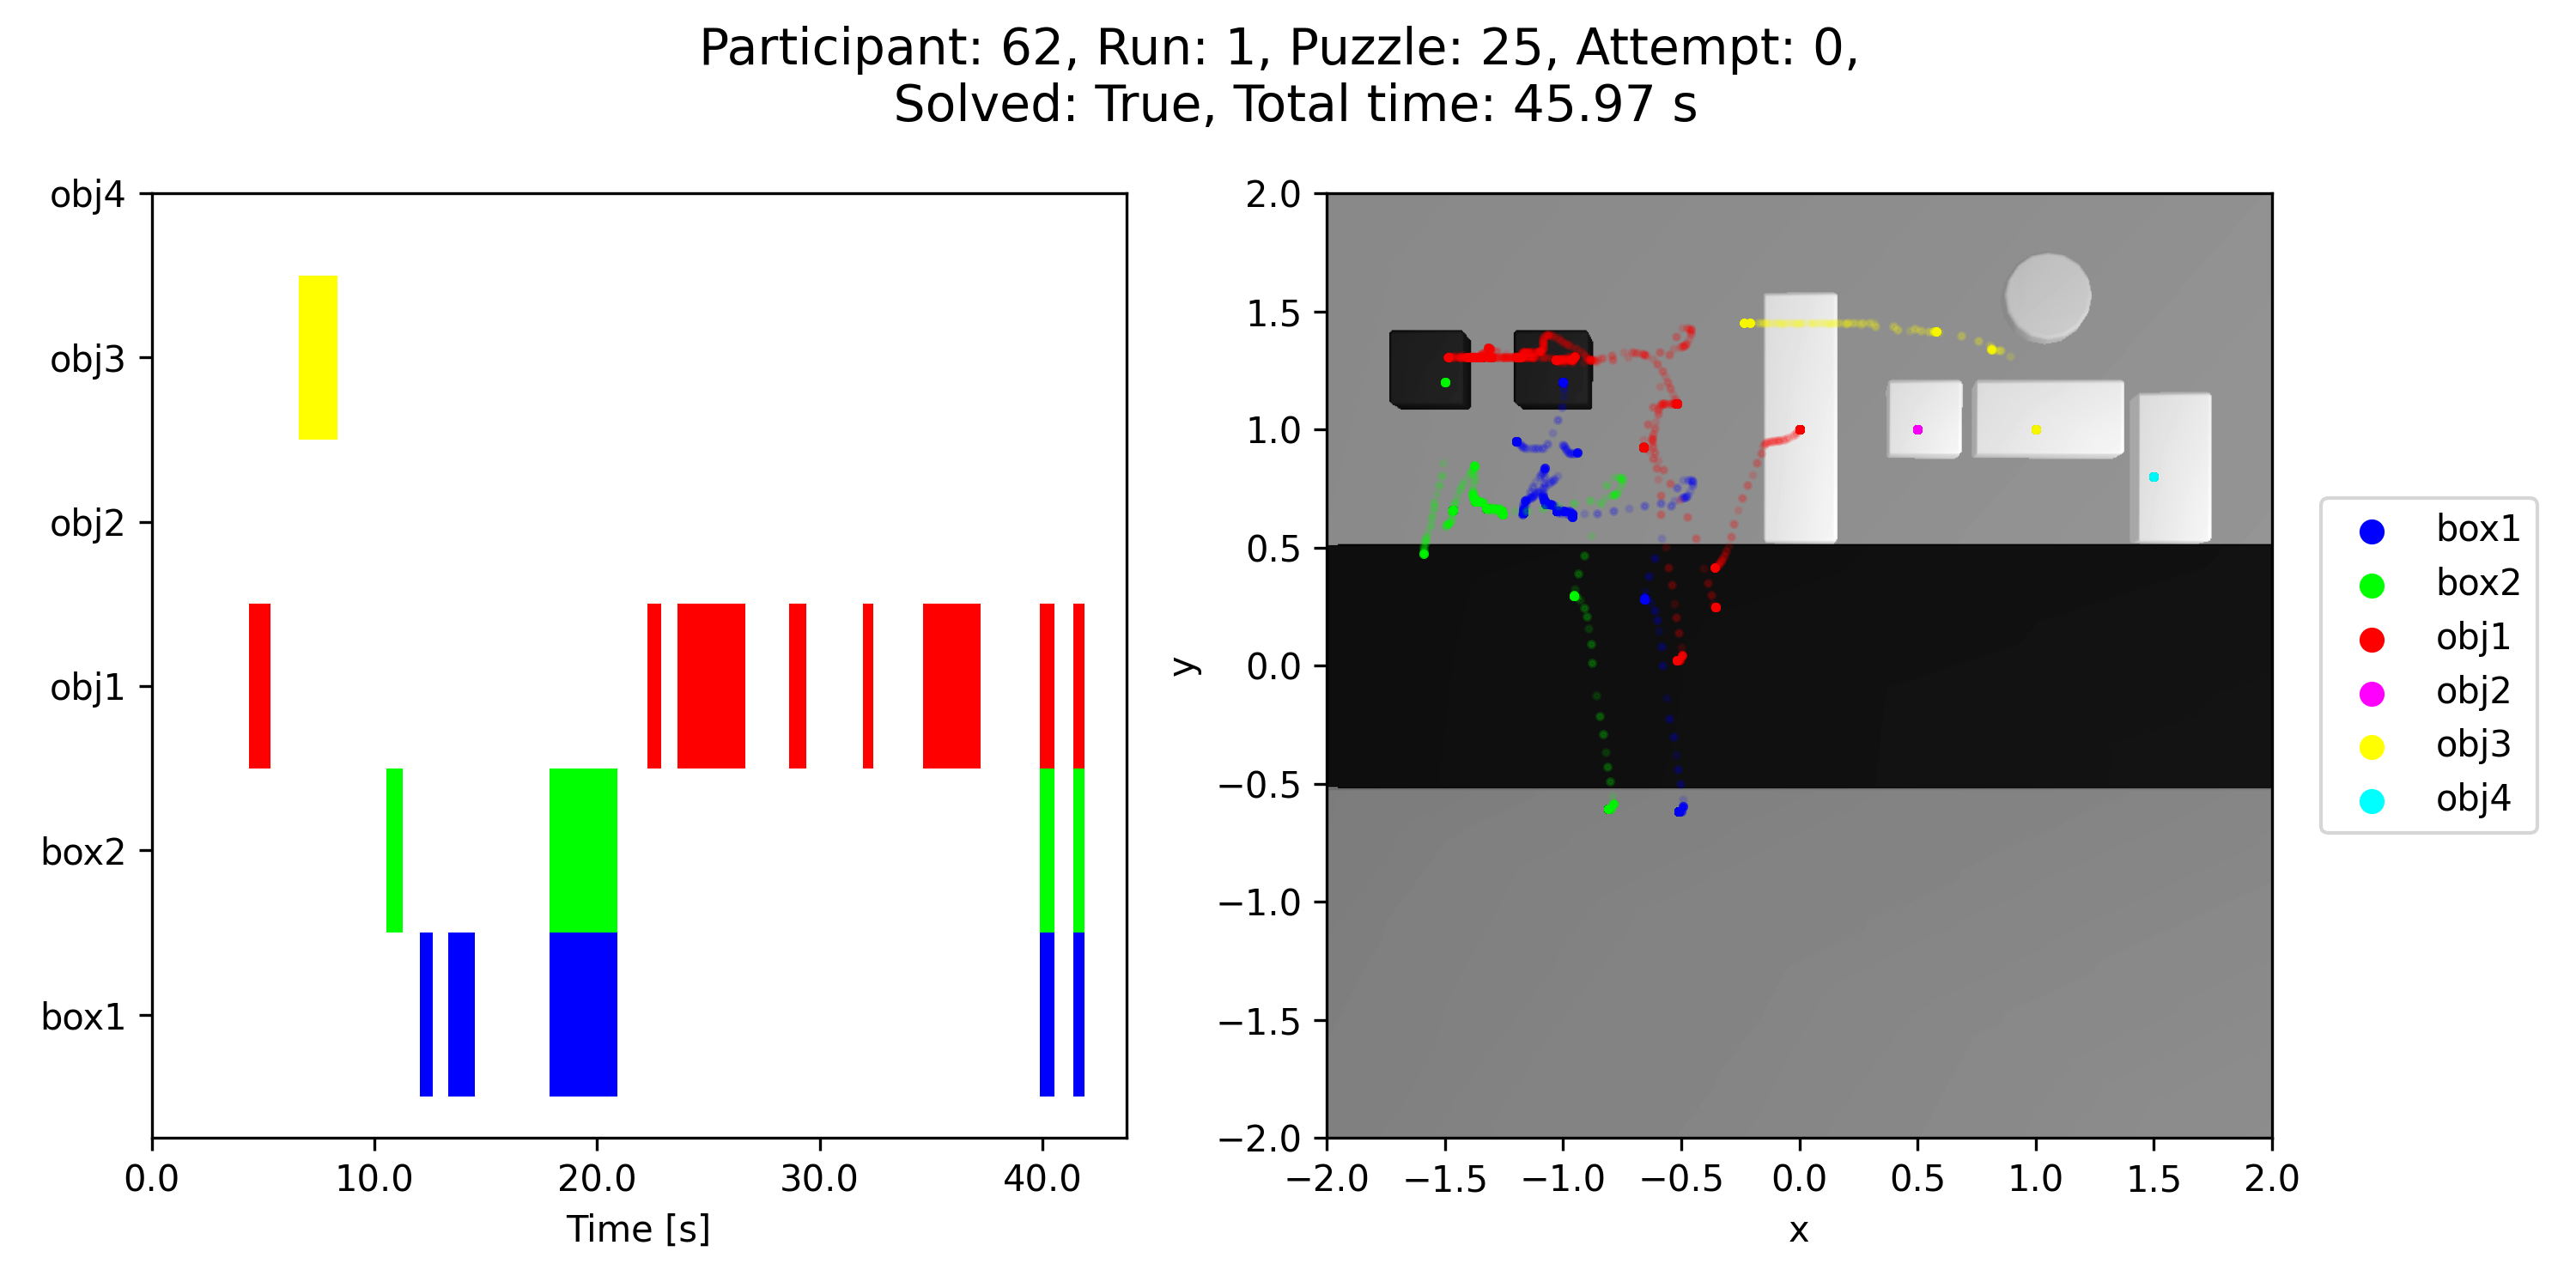 Participant: 62, Run: 1, Puzzle: 25, Attempt: 0,
Solved: True, Total time: 45.97 s
obj4
obj3
obj2
obj1
box2
box1
0.0 10.0 20.0 30.0 40.0
Time [s]
2.0
1.5
1.0
0.5
0.0
−0.5
−1.0
−1.5
−2.0
y
−2.0 −1.5 −1.0 −0.5 0.0 0.5 1.0 1.5 2.0
x
box1
box2
obj1
obj2
obj3
obj4